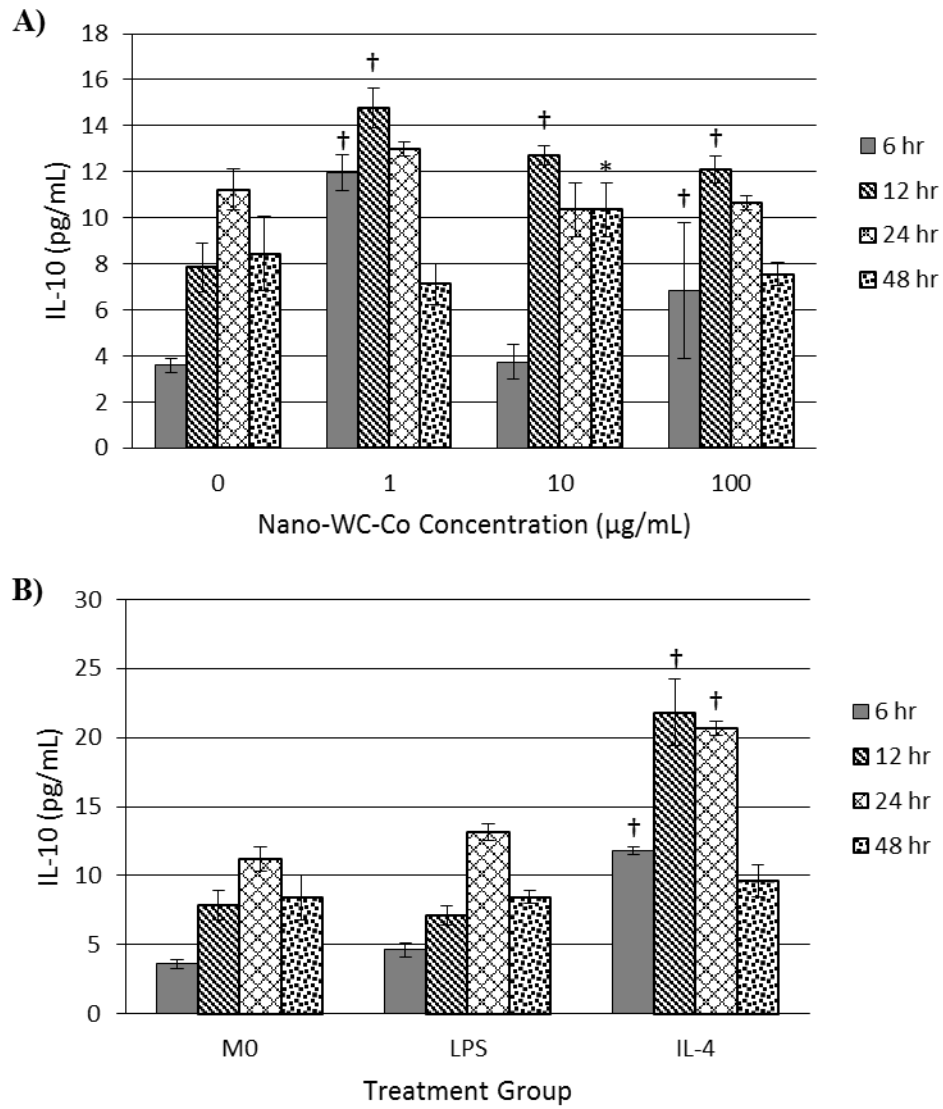 A)
18
16
14
12
10
8
6
4
2
0
IL-10 (pg/mL)
†
†
†
*
†
†
0 1 10 100
Nano-WC-Co Concentration (µg/mL)
6 hr
12 hr
24 hr
48 hr
B)
30
25
20
15
10
5
0
IL-10 (pg/mL)
†
†
†
M0 LPS IL-4
Treatment Group
6 hr
12 hr
24 hr
48 hr